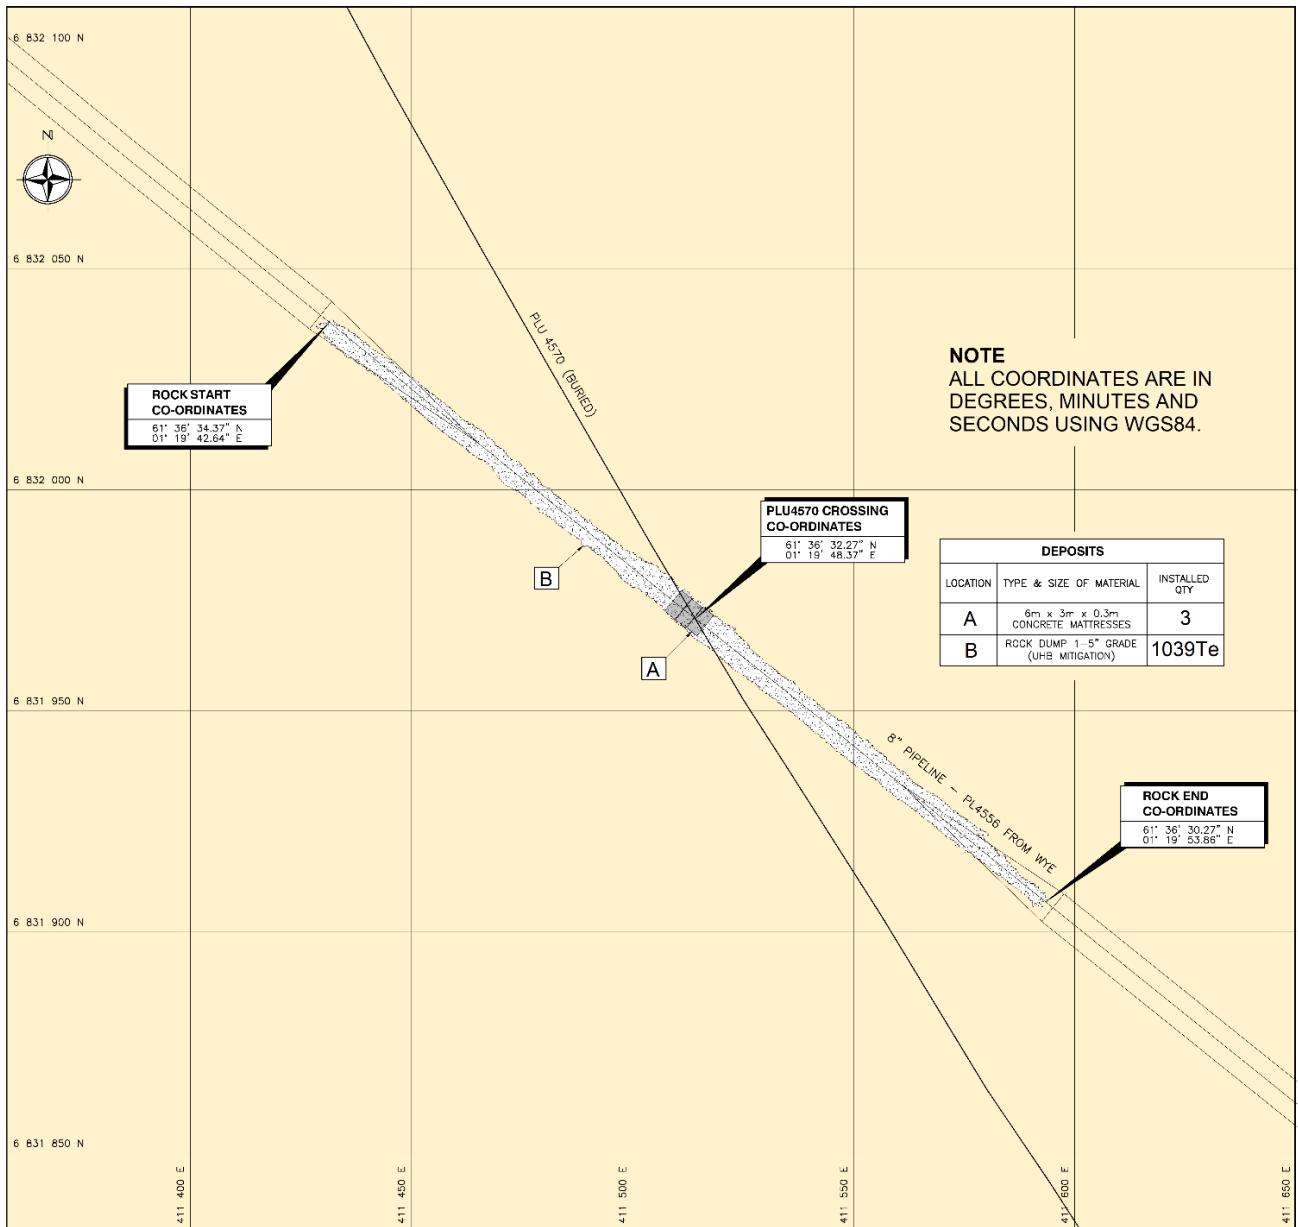 6 832 100 N
N
6 832 050 N
PLU 4570 (BURIED)
NOTE
ALL COORDINATES ARE IN
DEGREES, MINUTES AND
SECONDS USING WGS84.
ROCK START
CO-ORDINATES
61° 36' 34.37" N
01° 19' 42.64" E
6 832 000 N
PLU4570 CROSSING
CO-ORDINATES
61° 36' 32.27" N
01° 19' 48.37" E
B
A
DEPOSITS
LOCATION TYPE & SIZE OF MATERIAL INSTALLED
QTY
A 6m x 3m x 0.3m
CONCRETE MATTRESSES 3
B ROCK DUMP 1-5" GRADE
(UHB MITIGATION) 1039Te
6 831 950 N
8" PIPELINE - PL4556 FROM WYE
ROCK END
CO-ORDINATES
61° 36' 30.27" N
01° 19' 53.86" E
6 831 900 N
6 831 850 N
411 400 E
411 450 E
411 500 E
411 550 E
411 600 E
411 650 E